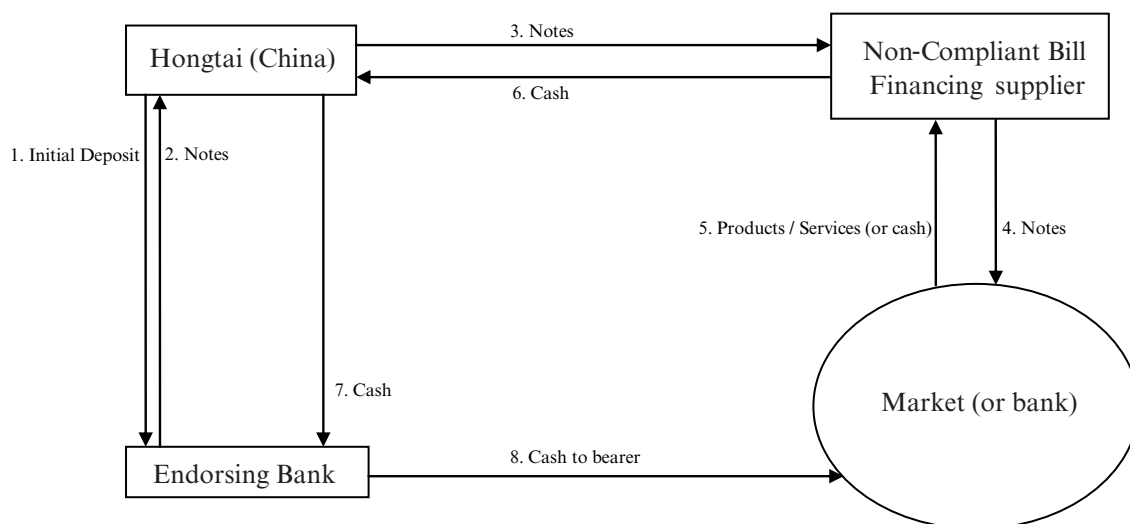 3. Notes
Hongtai (China)
Non-Compliant Bill
Financing supplier
6. Cash
1. Initial Deposit
2. Notes
5. Products / Services (or cash)
4. Notes
7. Cash
Market (or bank)
8. Cash to bearer
Endorsing Bank